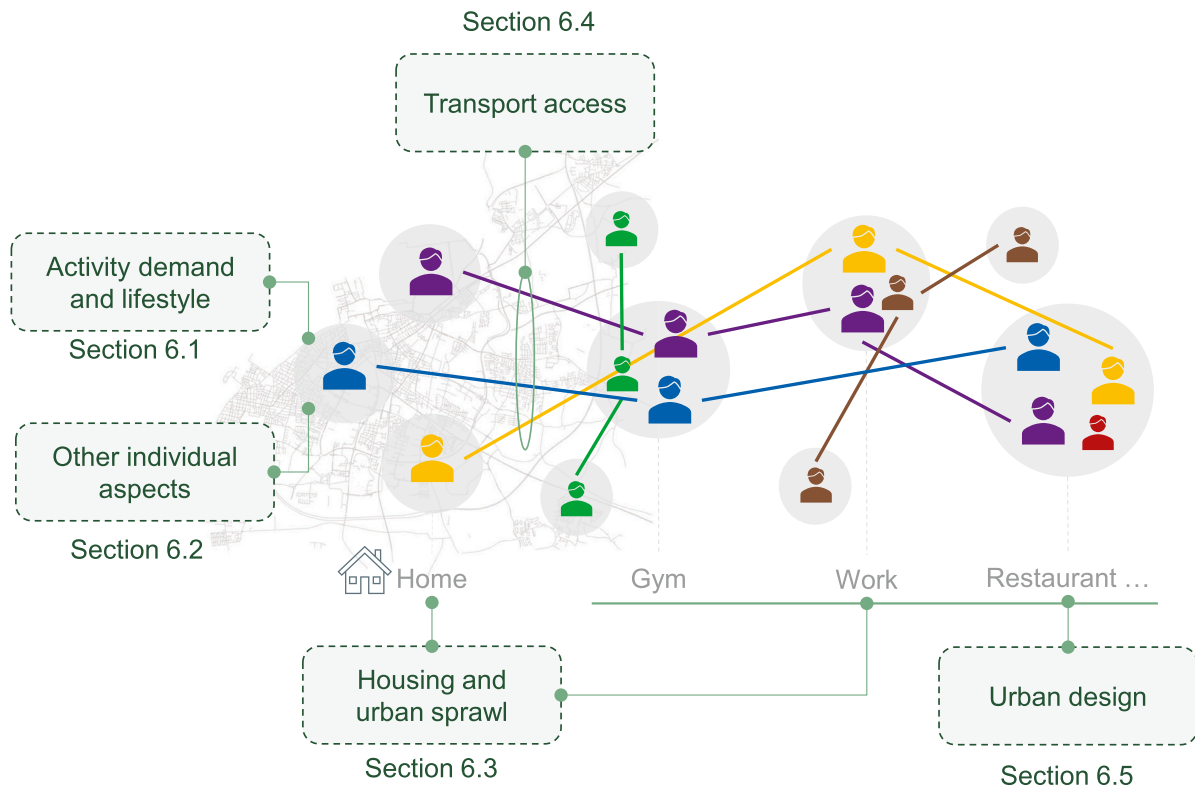 Section 6.4
Transport access
Activity demand
and lifestyle
Section 6.1
Other individual
aspects
Section 6.2
Home
Gym
Work
Restaurant ...
Housing and
urban sprawl
Section 6.3
Urban design
Section 6.5